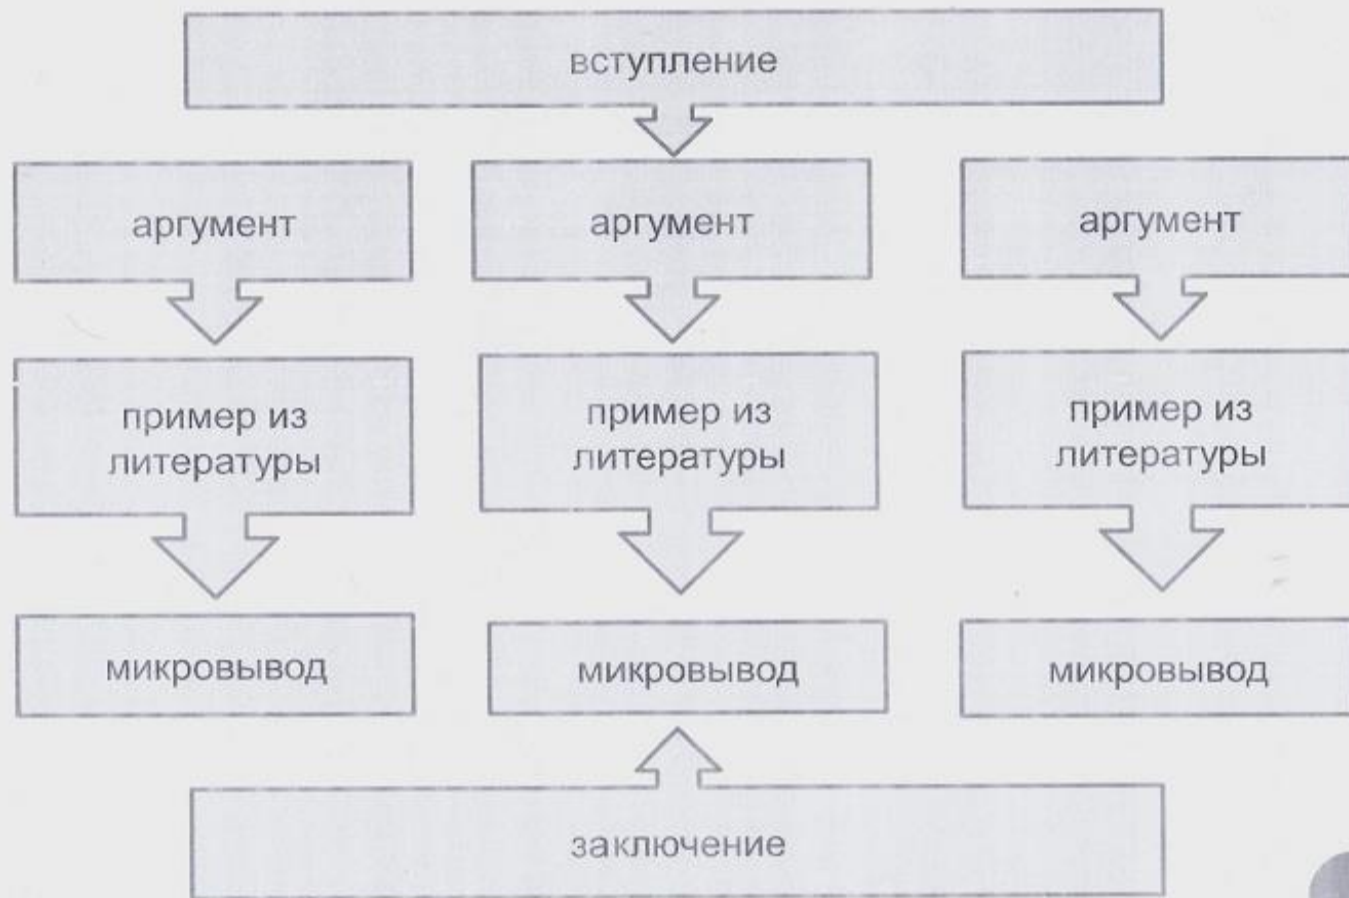 вступление
аргумент
аргумент
аргумент
пример из
литературы
пример из
литературы
пример из
литературы
микровывод
микровывод
микровывод
заключение